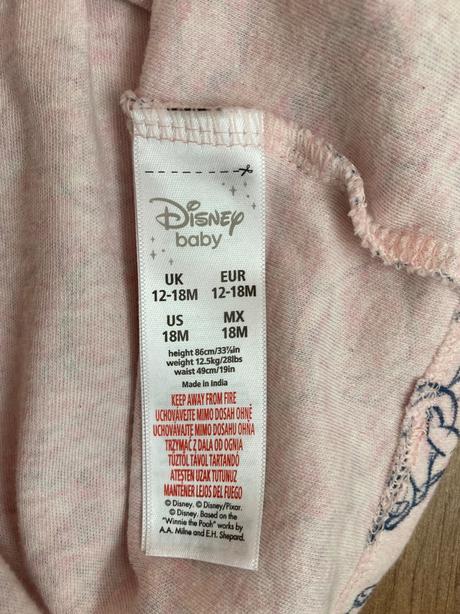 Disney
baby
UK EUR
12-18M 12-18M
US MX
18M 18M
height 86cm/33⅞in
weight 12.5kg/28lbs
waist 49cm/19in
Made in India
KEEP AWAY FROM FIRE
UCHOVÁVEJTE MIMO DOSAH OHNĚ
UCHOVÁVAJTE MIMO DOSAHU OHŇA
TRZYMAĆ Z DALA OD OGNIA
TŰZTŐL TÁVOL TARTANDÓ
ATEŞTEN UZAK TUTUNUZ
MANTENER LEJOS DEL FUEGO
© Disney. © Disney/Pixar.
© Disney. Based on the
"Winnie the Pooh" works by
A.A. Milne and E.H. Shepard.